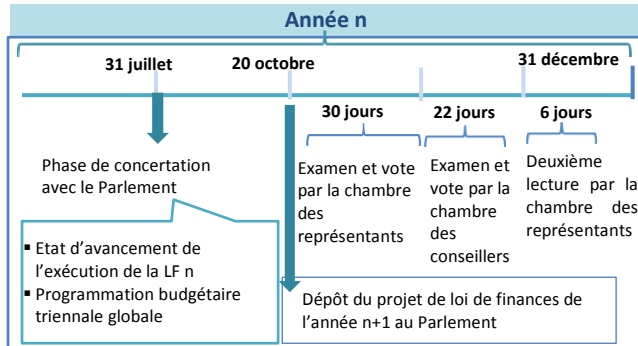 Année n
31 juillet
20 octobre
31 décembre
30 jours
22 jours
6 jours
Phase de concertation
avec le Parlement
Examen et vote
par la chambre
des
représentants
Examen et
vote par la
chambre
des
conseillers
Deuxième
lecture par la
chambre des
représentants
▪ Etat d’avancement de
l’exécution de la LF n
▪ Programmation budgétaire
triennale globale
Dépôt du projet de loi de finances de
l’année n+1 au Parlement